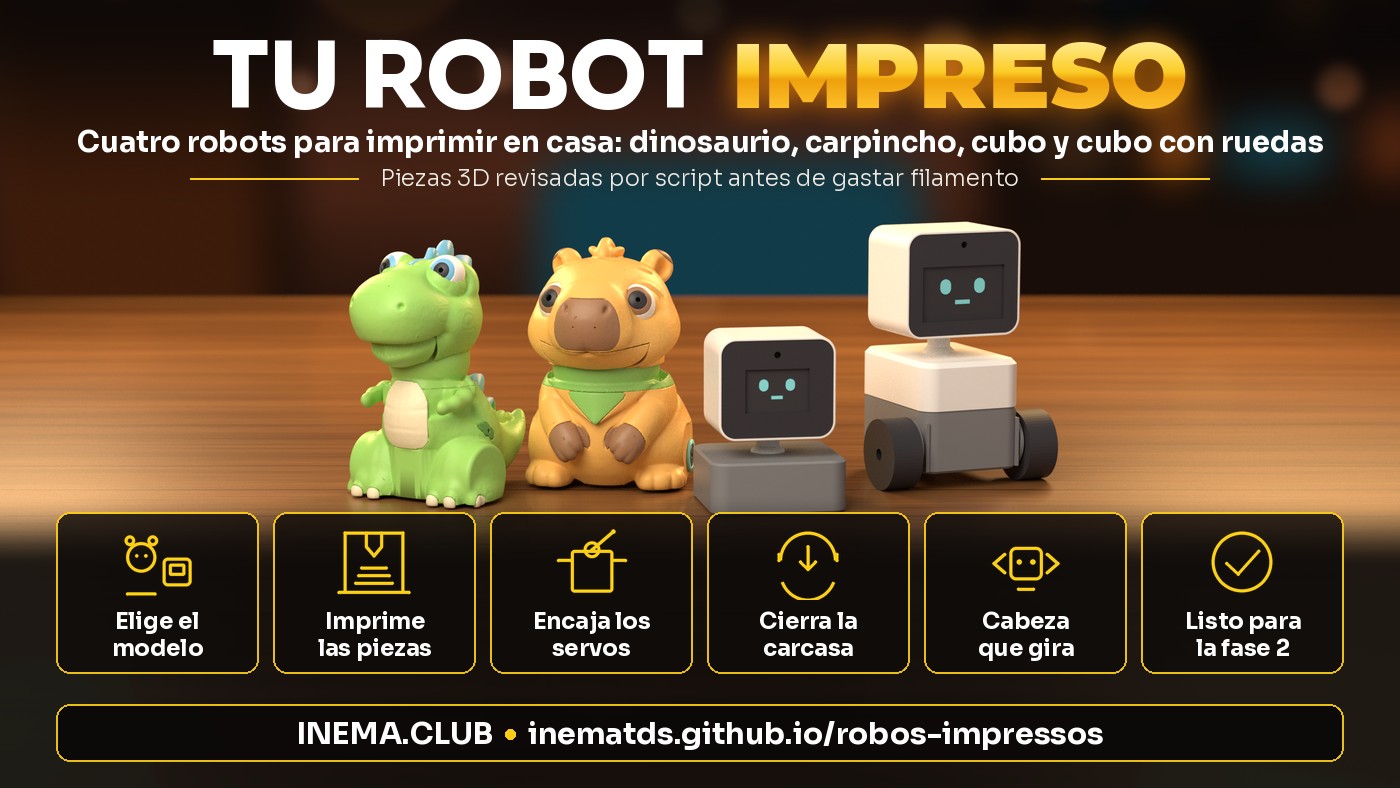 TU ROBOT IMPRESO
Cuatro robots para imprimir en casa: dinosaurio, carpincho, cubo y cubo con ruedas
Piezas 3D revisadas por script antes de gastar filamento
Elige el
modelo
Imprime
las piezas
Encaja los
servos
Cierra la
carcasa
Cabeza
que gira
Listo para
la fase 2
INEMA.CLUB • inematds.github.io/robos-impressos